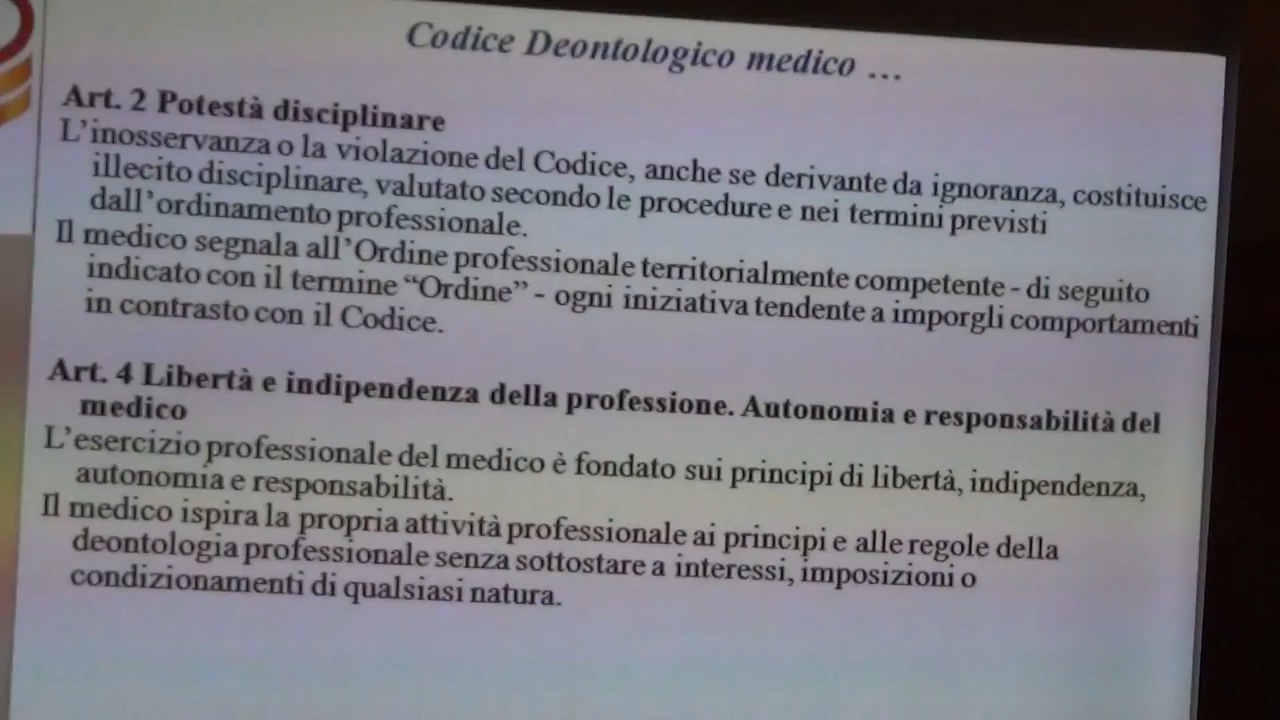 Codice Deontologico medico ...
Art. 2 Potestà disciplinare
L'inosservanza o la violazione del Codice, anche se derivante da ignoranza, costituisce
illecito disciplinare, valutato secondo le procedure e nei termini previsti
dall'ordinamento professionale.
Il medico segnala all'Ordine professionale territorialmente competente - di seguito
indicato con il termine “Ordine” - ogni iniziativa tendente a imporgli comportamenti
in contrasto con il Codice.
Art. 4 Libertà e indipendenza della professione. Autonomia e responsabilità del
medico
L'esercizio professionale del medico è fondato sui principi di libertà, indipendenza,
autonomia e responsabilità.
Il medico ispira la propria attività professionale ai principi e alle regole della
deontologia professionale senza sottostare a interessi, imposizioni o
condizionamenti di qualsiasi natura.